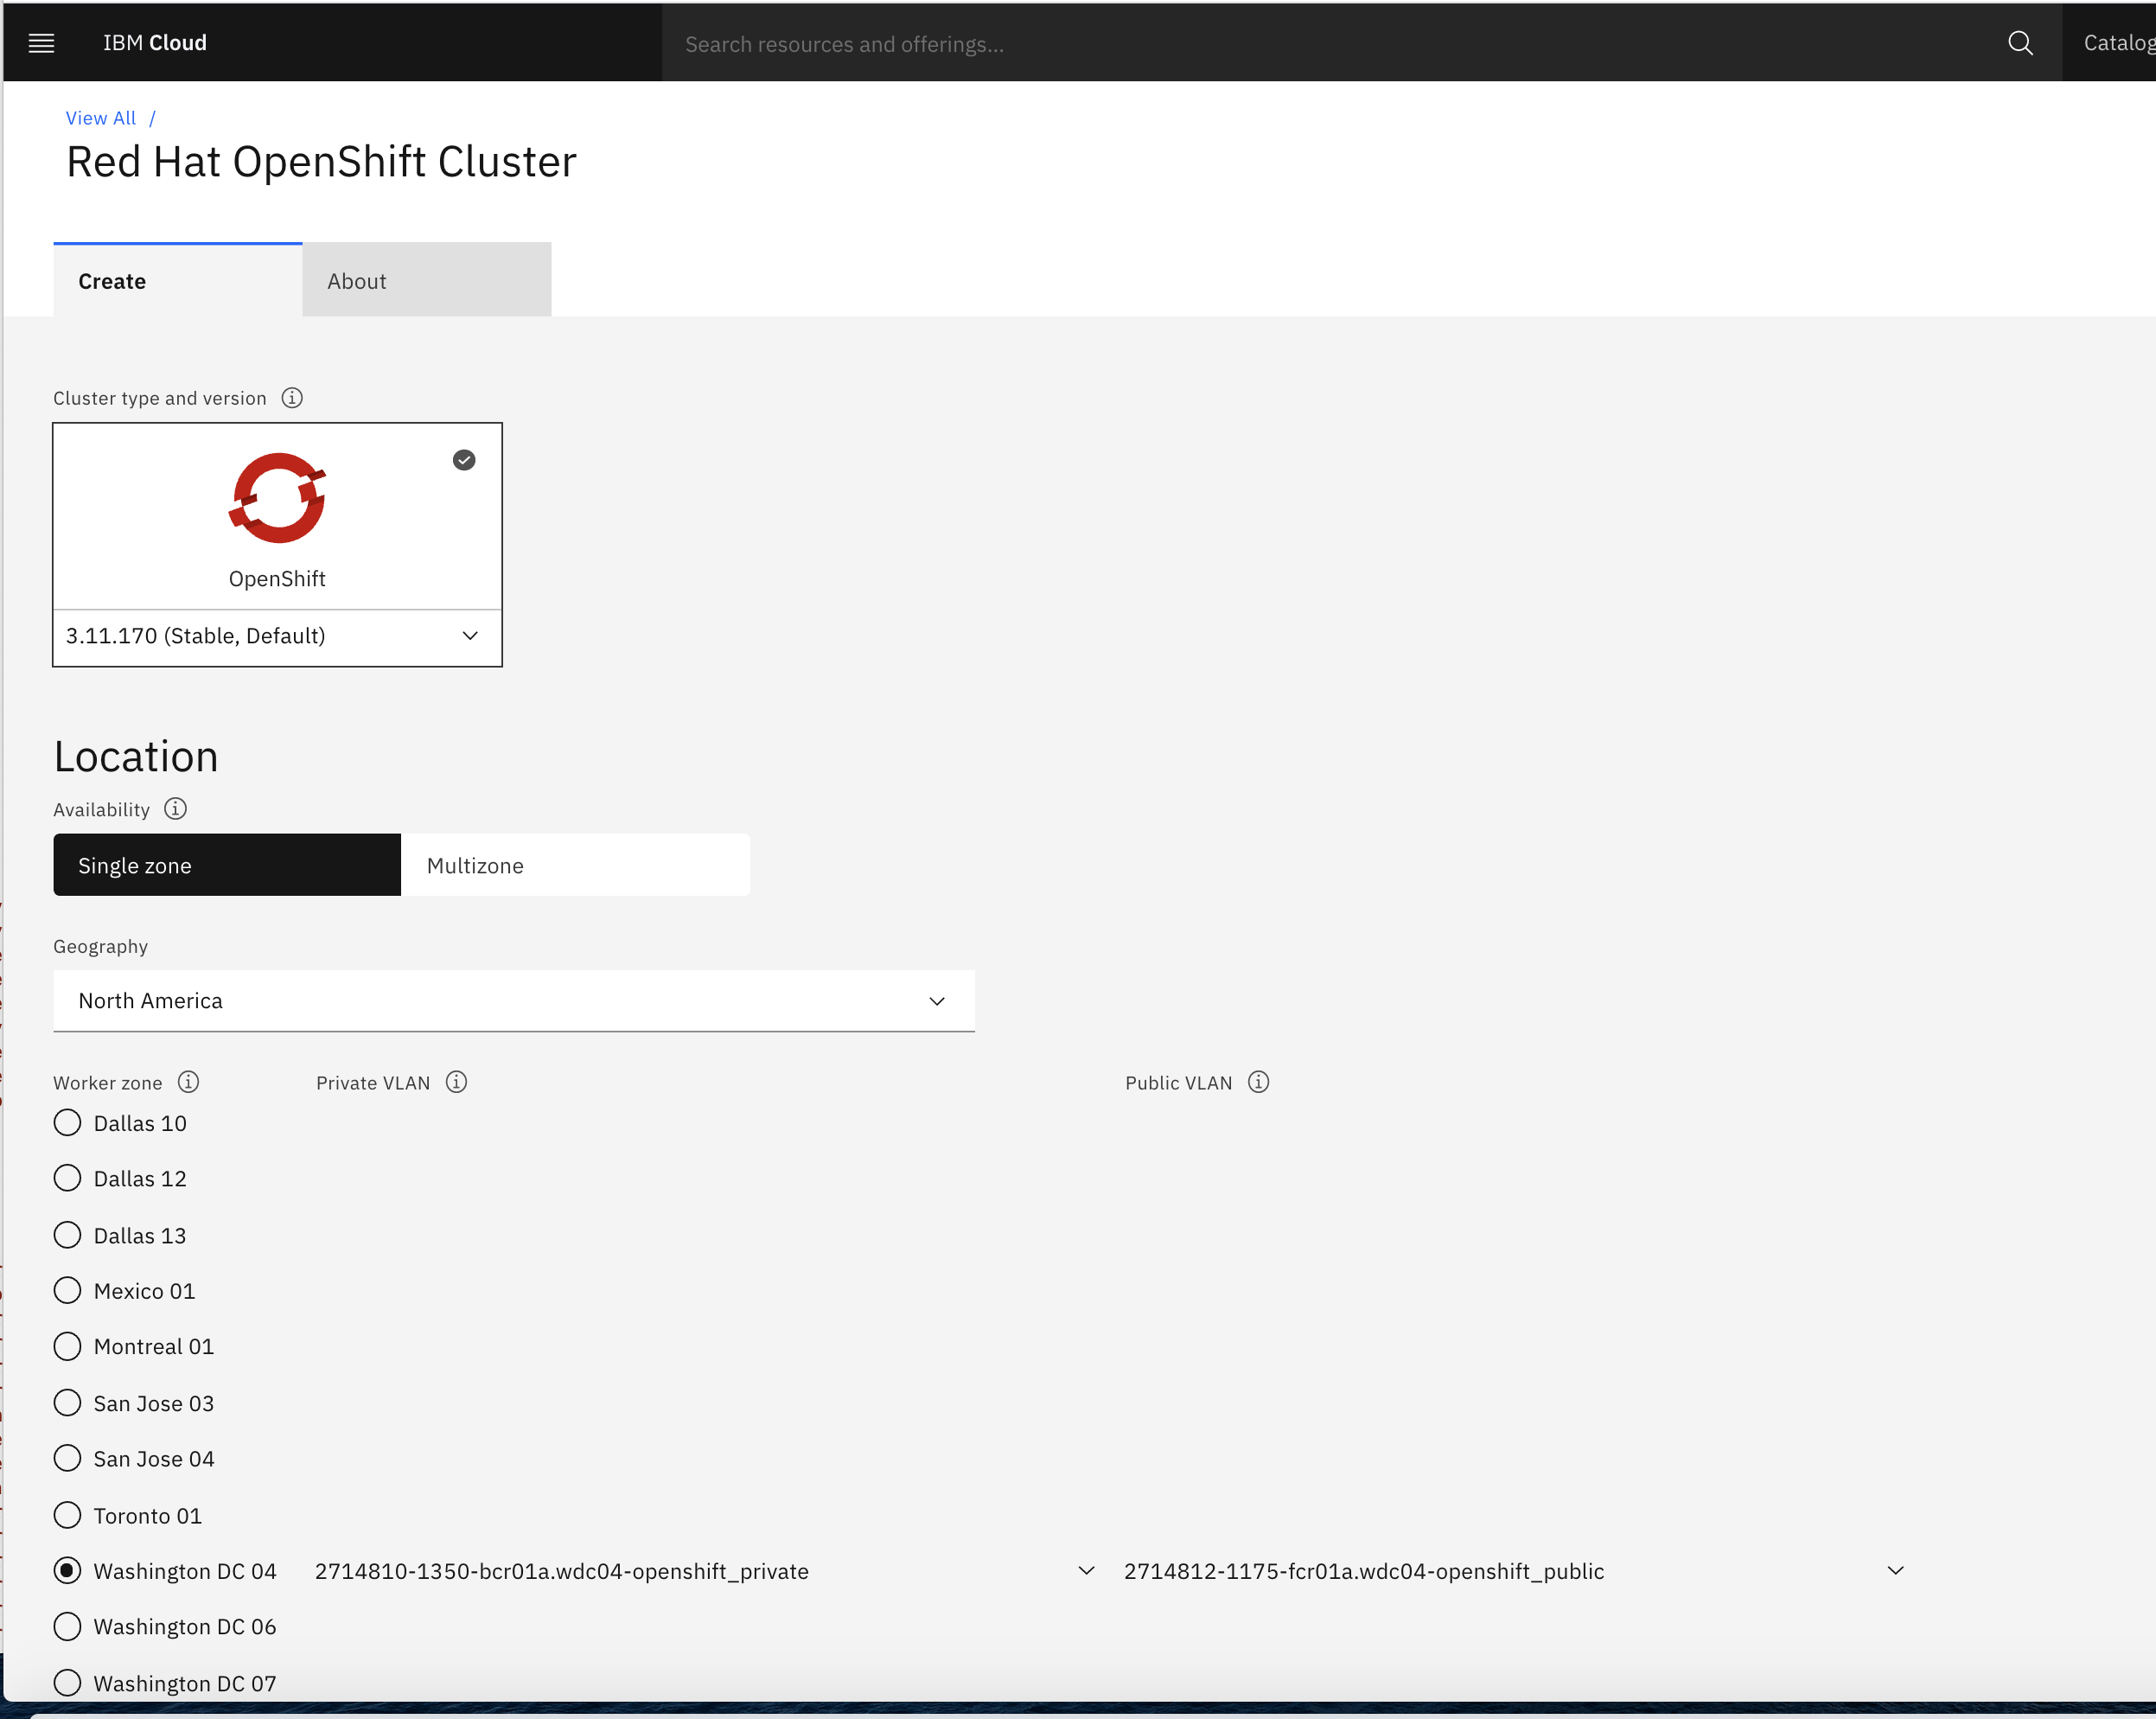 IBM Cloud
Search resources and offerings...
Catalog
View All /
Red Hat OpenShift Cluster
Create
About
Cluster type and version
OpenShift
3.11.170 (Stable, Default)
Location
Availability
Single zone
Multizone
Geography
North America
Worker zone
Private VLAN
Public VLAN
Dallas 10
Dallas 12
Dallas 13
Mexico 01
Montreal 01
San Jose 03
San Jose 04
Toronto 01
Washington DC 04
2714810-1350-bcr01a.wdc04-openshift_private
2714812-1175-fcr01a.wdc04-openshift_public
Washington DC 06
Washington DC 07